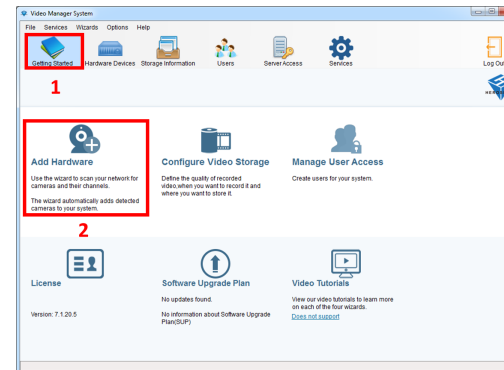 Video Manager System
File Services Wizards Options Help
Getting Started Hardware Devices Storage Information Users Server Access Services Log Out
1
Add Hardware
Use the wizard to scan your network for
cameras and their channels.
The wizard automatically adds detected
cameras to your system.
2
Configure Video Storage
Define the quality of recorded
video,when you want to record it and
where you want to store it.
Manage User Access
Create users for your system.
License
Version: 7.1.20.5
Software Upgrade Plan
No updates found.
No information about Software Upgrade
Plan(SUP)
Video Tutorials
View our video tutorials to learn more
on each of the four wizards.
Does not support